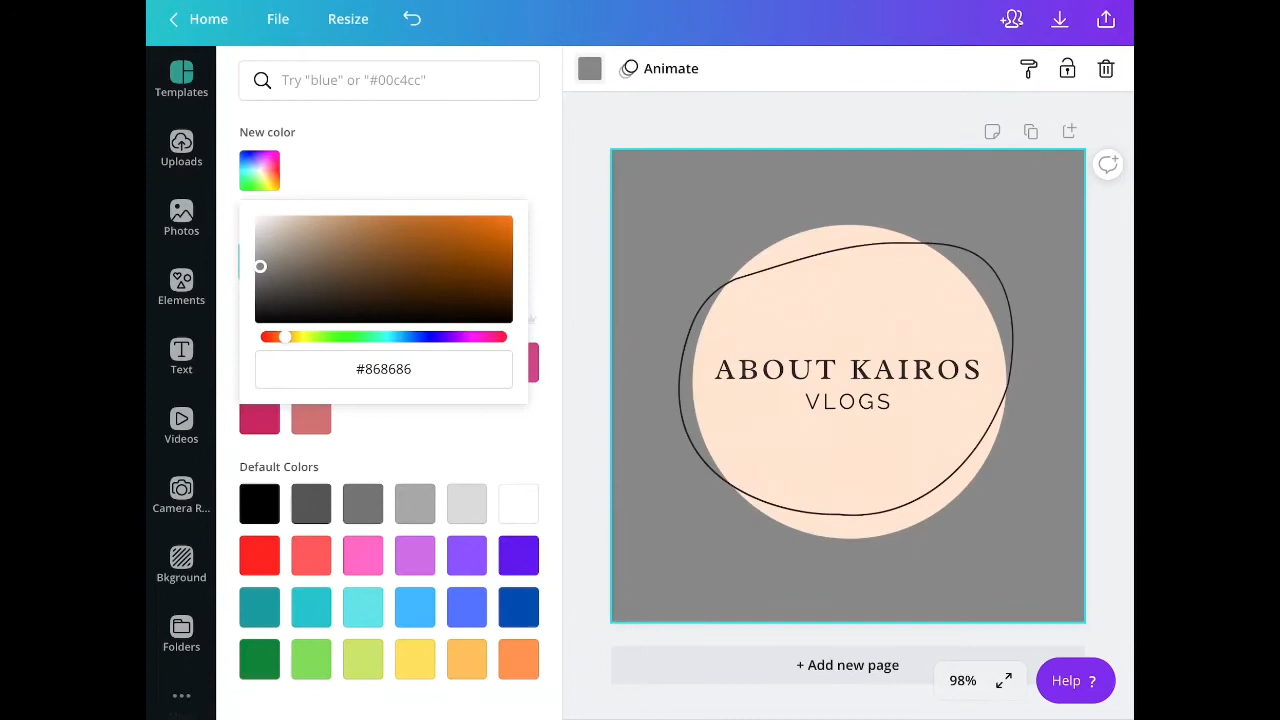 Home File Resize
Templates
Uploads
Photos
Elements
Text
Videos
Camera R...
Bkground
Folders
Try "blue" or "#00c4cc"
New color
#868686
Default Colors
Animate
ABOUT KAIROS
VLOGS
+ Add new page
98%
Help ?